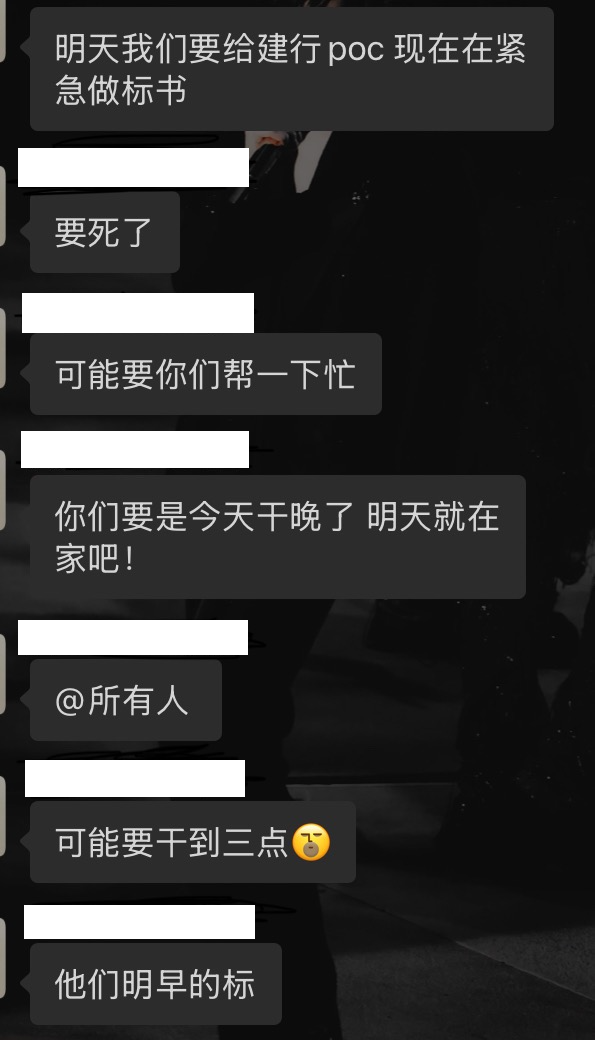 明天我们要给建行poc 现在在紧
急做标书
要死了
可能要你们帮一下忙
你们要是今天干晚了 明天就在
家吧！
@所有人
可能要干到三点
他们明早的标